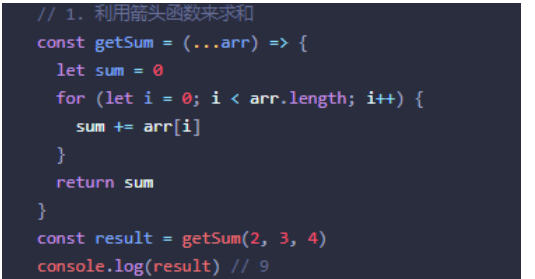 // 1. 利用箭头函数来求和
const getSum = (...arr) => {
let sum = 0
for (let i = 0; i < arr.length; i++) {
sum += arr[i]
}
return sum
}
const result = getSum(2, 3, 4)
console.log(result) // 9